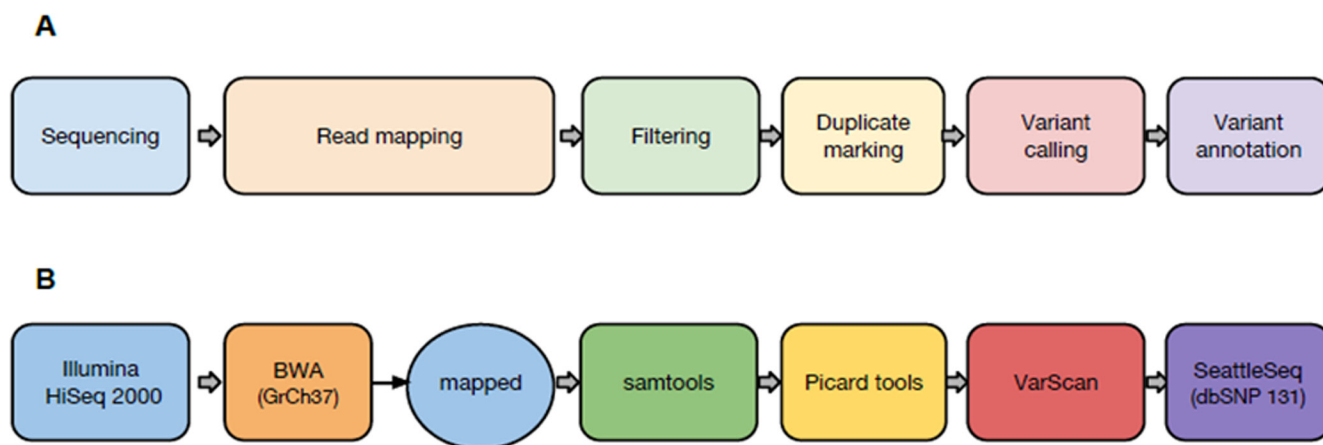 A
Sequencing
Read mapping
Filtering
Duplicate
marking
Variant
calling
Variant
annotation
B
Illumina
HiSeq 2000
BWA
(GrCh37)
mapped
samtools
Picard tools
VarScan
SeattleSeq
(dbSNP 131)